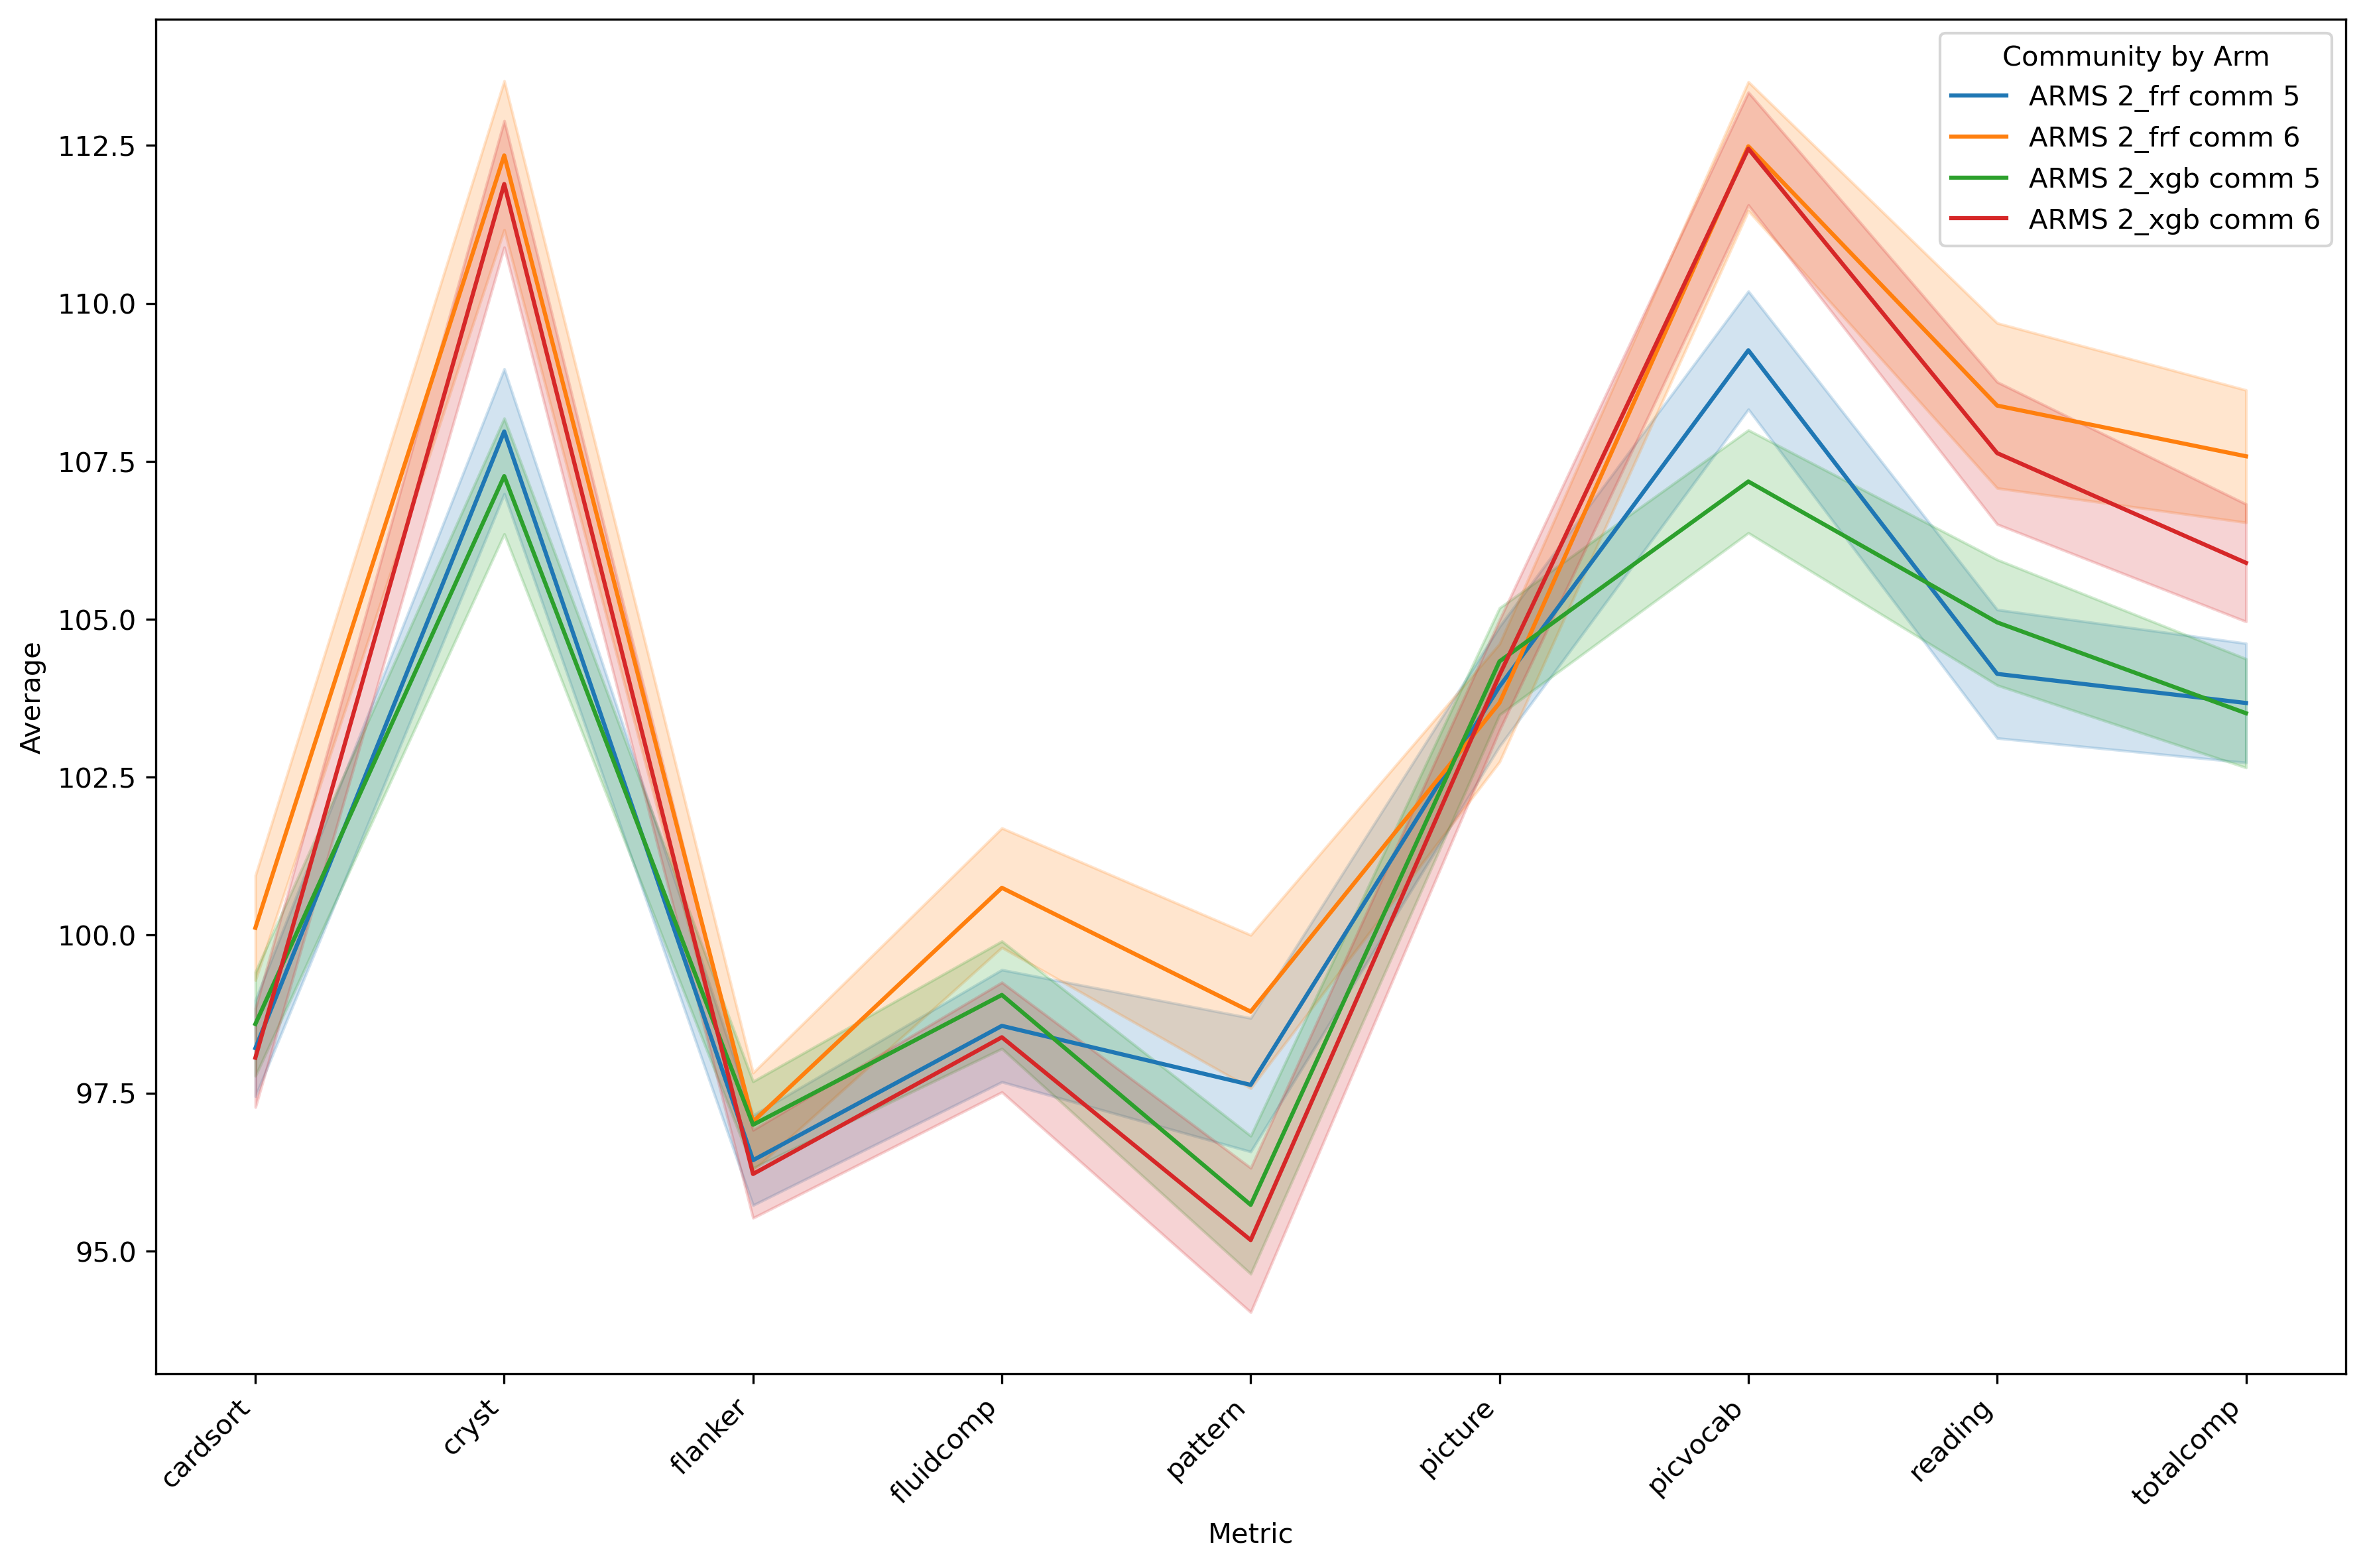 Community by Arm
ARMS 2_frf comm 5
ARMS 2_frf comm 6
ARMS 2_xgb comm 5
ARMS 2_xgb comm 6
Average
112.5
110.0
107.5
105.0
102.5
100.0
97.5
95.0
cardsort
cryst
flanker
fluidcomp
pattern
picture
picvocab
reading
totalcomp
Metric